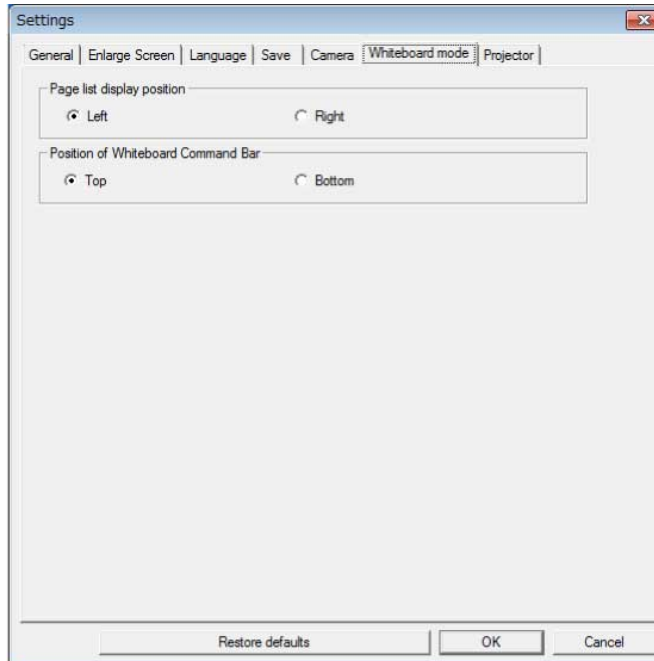 Settings
General Enlarge Screen Language Save Camera Whiteboard mode Projector
Page list display position
Left Right
Position of Whiteboard Command Bar
Top Bottom
Restore defaults OK Cancel